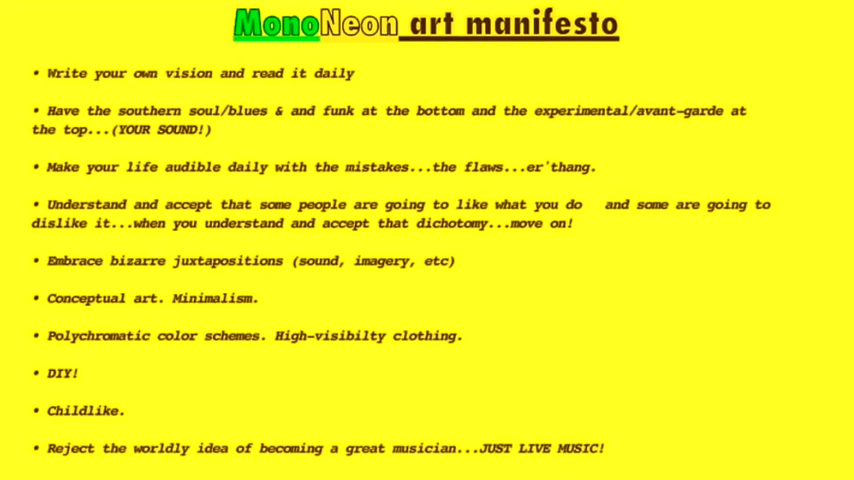 MonoNeon art manifesto
• Write your own vision and read it daily
• Have the southern soul/blues & and funk at the bottom and the experimental/avant-garde at
the top...(YOUR SOUND!)
• Make your life audible daily with the mistakes...the flaws...er'thang.
• Understand and accept that some people are going to like what you do and some are going to
dislike it...when you understand and accept that dichotomy...move on!
• Embrace bizarre juxtapositions (sound, imagery, etc)
• Conceptual art. Minimalism.
• Polychromatic color schemes. High-visibilty clothing.
• DIY!
• Childlike.
• Reject the worldly idea of becoming a great musician...JUST LIVE MUSIC!